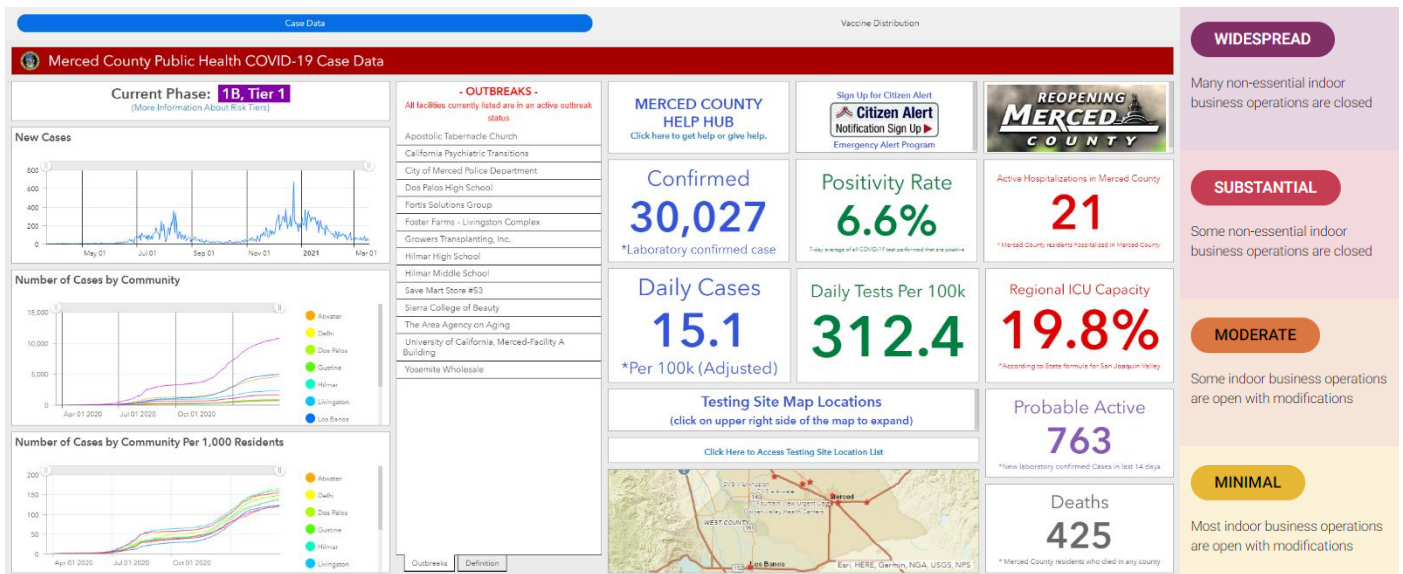 Case Data
Vaccine Distribution
Merced County Public Health COVID-19 Case Data
Current Phase: 1B, Tier 1
(More Information About Risk Tiers)
New Cases
800
600
400
200
0
May 01
Jul 01
Sep 01
Nov 01
2021
Mar 01
Number of Cases by Community
15,000
10,000
5,000
0
Apr 01 2020
Jul 01 2020
Oct 01 2020
Atwater
Delhi
Dos Palos
Gustine
Hilmar
Livingston
Los Banos
Number of Cases by Community Per 1,000 Residents
200
150
100
50
0
Apr 01 2020
Jul 01 2020
Oct 01 2020
Atwater
Delhi
Dos Palos
Gustine
Hilmar
Livingston
- OUTBREAKS -
All facilities currently listed are in an active outbreak
status
Apostolic Tabernacle Church
California Psychiatric Transitions
City of Merced Police Department
Dos Palos High School
Fortis Solutions Group
Foster Farms - Livingston Complex
Growers Transplanting, Inc.
Hilmar High School
Hilmar Middle School
Save Mart Store #53
Sierra College of Beauty
The Area Agency on Aging
University of California, Merced-Facility A
Building
Yosemite Wholesale
Outbreaks
Definition
MERCED COUNTY
HELP HUB
Click here to get help or give help.
Sign Up for Citizen Alert
Citizen Alert
Notification Sign Up
Emergency Alert Program
REOPENING
MERCED
COUNTY
Confirmed
30,027
*Laboratory confirmed case
Positivity Rate
6.6%
7-day average of all COVID-19 test performed that are positive
Active Hospitalizations in Merced County
21
* Merced County residents hospitalized in Merced County
Daily Cases
15.1
*Per 100k (Adjusted)
Daily Tests Per 100k
312.4
Regional ICU Capacity
19.8%
*According to State formula for San Joaquin Valley
Testing Site Map Locations
(click on upper right side of the map to expand)
Click Here to Access Testing Site Location List
Merced
WEST COUNTY
Los Banos
Esri, HERE, Garmin, NGA, USGS, NPS
Probable Active
763
*New laboratory confirmed Cases in last 14 days
Deaths
425
* Merced County residents who died in any county
WIDESPREAD
Many non-essential indoor
business operations are closed
SUBSTANTIAL
Some non-essential indoor
business operations are closed
MODERATE
Some indoor business operations
are open with modifications
MINIMAL
Most indoor business operations
are open with modifications